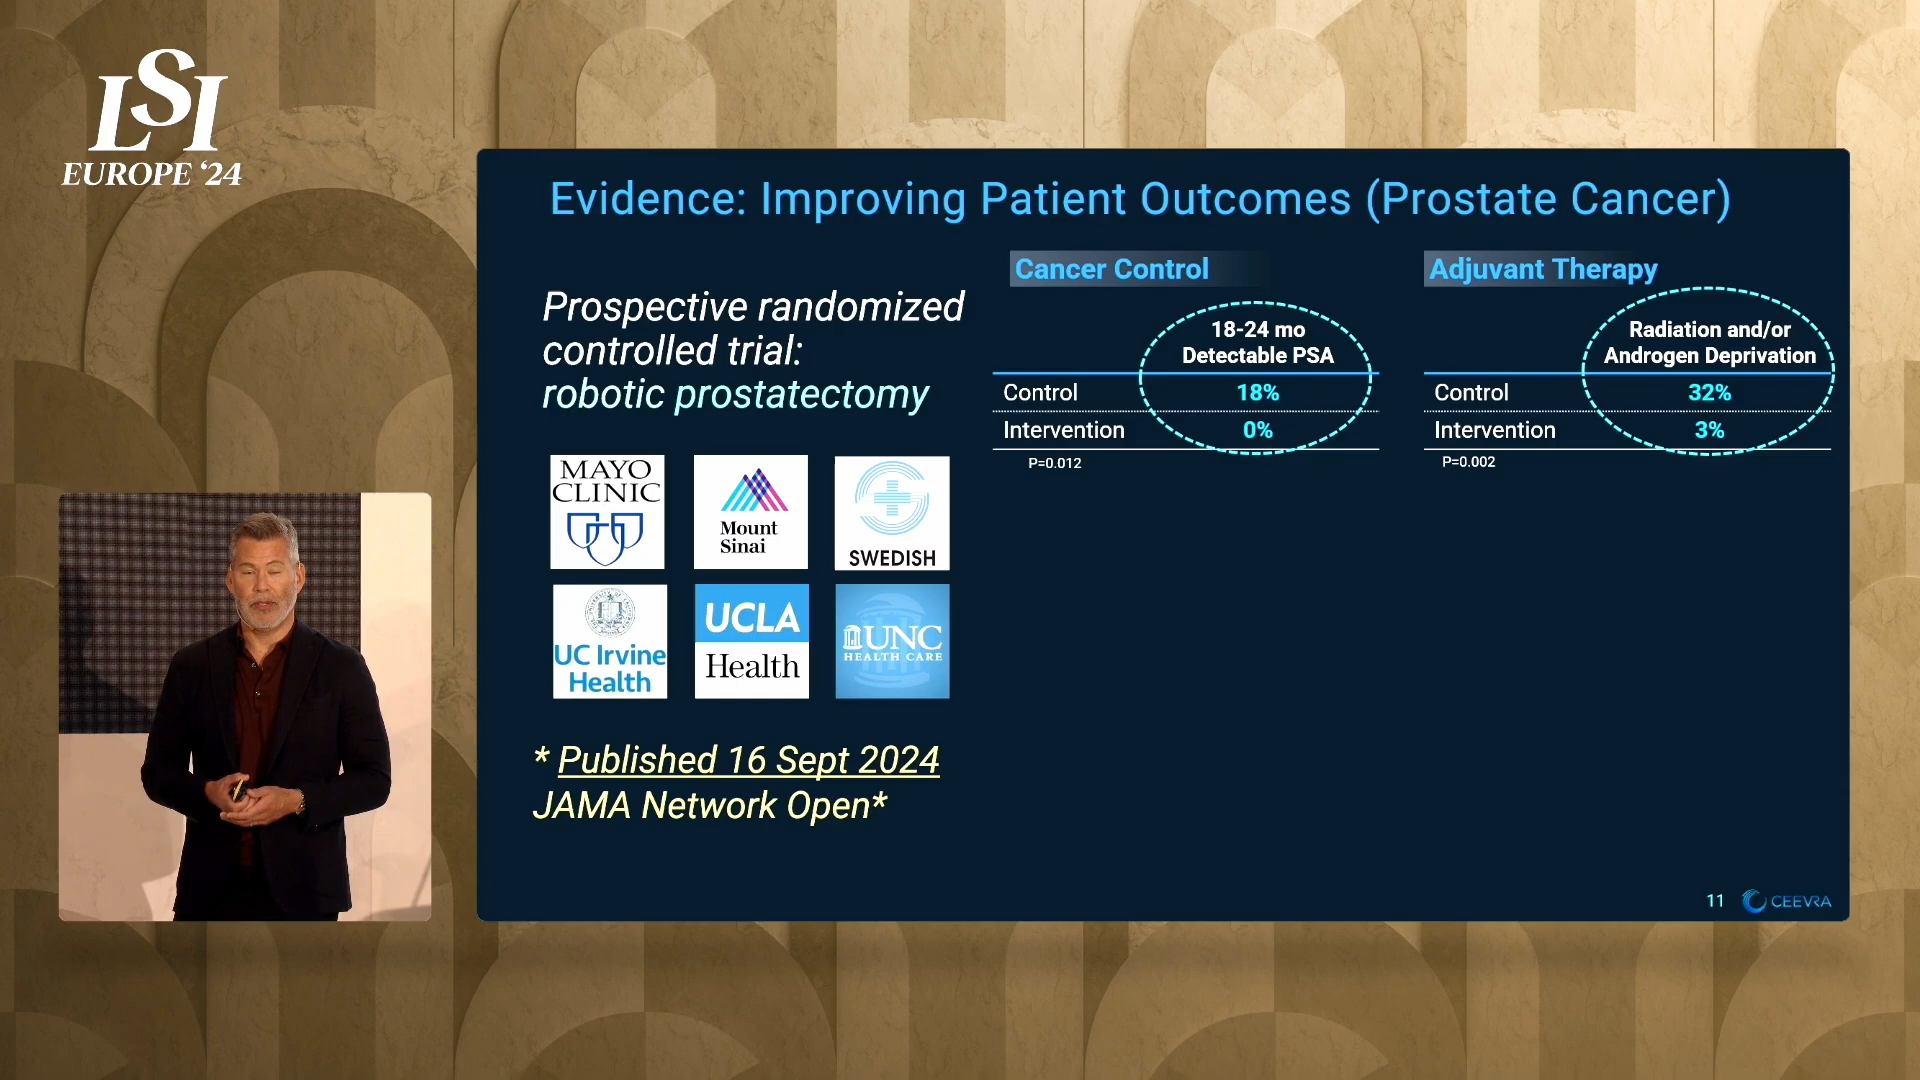 LSI
EUROPE ‘24
Evidence: Improving Patient Outcomes (Prostate Cancer)
Prospective randomized
controlled trial:
robotic prostatectomy
MAYO
CLINIC
Mount
Sinai
SWEDISH
UC Irvine
Health
UCLA
Health
UNC
HEALTH CARE
* Published 16 Sept 2024
JAMA Network Open*
Cancer Control
18-24 mo
Detectable PSA
Control 18%
Intervention 0%
P=0.012
Adjuvant Therapy
Radiation and/or
Androgen Deprivation
Control 32%
Intervention 3%
P=0.002
11 CEEVRA